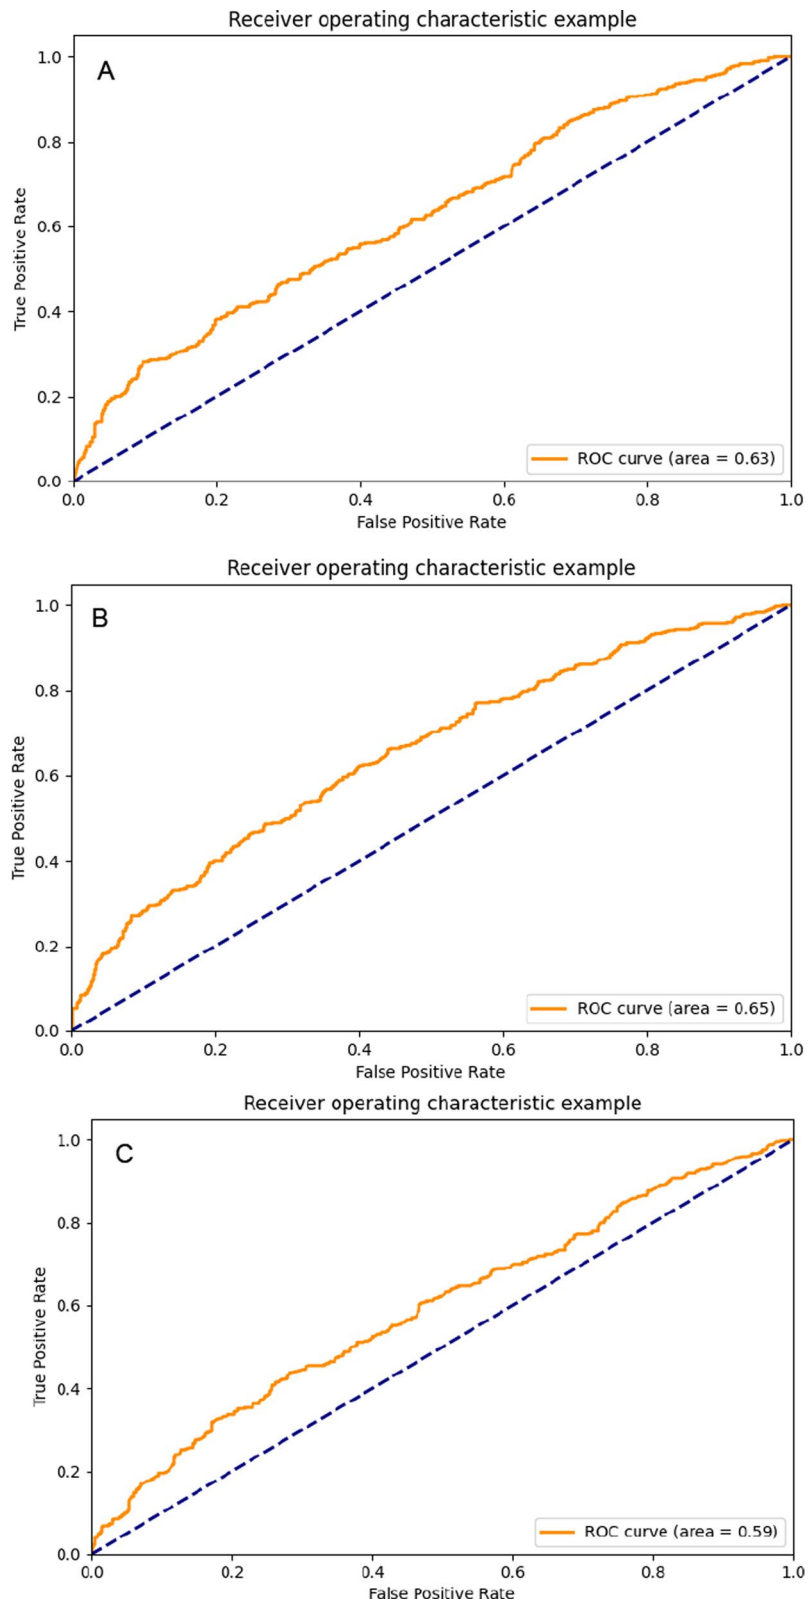 Receiver operating characteristic example
A
1.0
0.8
0.6
0.4
0.2
0.0
True Positive Rate
ROC curve (area = 0.63)
0.0 0.2 0.4 0.6 0.8 1.0
False Positive Rate
Receiver operating characteristic example
B
1.0
0.8
0.6
0.4
0.2
0.0
True Positive Rate
ROC curve (area = 0.65)
0.0 0.2 0.4 0.6 0.8 1.0
False Positive Rate
Receiver operating characteristic example
C
1.0
0.8
0.6
0.4
0.2
0.0
True Positive Rate
ROC curve (area = 0.59)
0.0 0.2 0.4 0.6 0.8 1.0
False Positive Rate